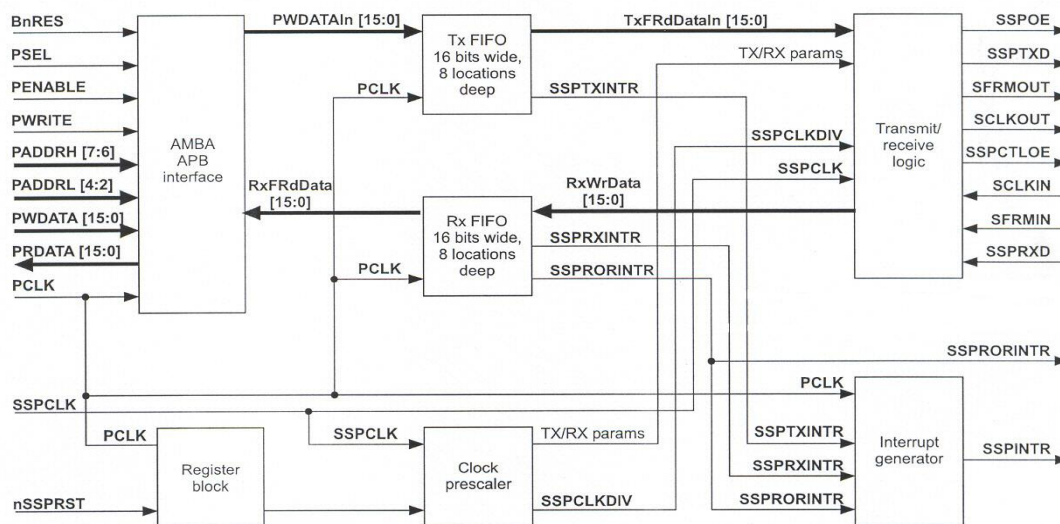 BnRES
PSEL
PENABLE
PWRITE
PADDRH [7:6]
PADDRL [4:2]
PWDATA [15:0]
PRDATA [15:0]
PCLK
SSPCLK
nSSPRST
AMBA
APB
interface
PWDATAIn [15:0]
PCLK
RxFRdData
[15:0]
PCLK
Tx FIFO
16 bits wide,
8 locations
deep
TxFRdDataIn [15:0]
SSPTXINTR
Rx FIFO
16 bits wide,
8 locations
deep
RxWrData
[15:0]
SSPRXINTR
SSPRORINTR
TX/RX params
SSPCLKDIV
SSPCLK
Transmit/
receive
logic
SSPOE
SSPTXD
SFRMOUT
SCLKOUT
SSPCTLOE
SCLKIN
SFRMIN
SSPRXD
SSPRORINTR
PCLK
Register
block
SSPCLK
Clock
prescaler
TX/RX params
SSPCLKDIV
PCLK
SSPTXINTR
SSPRXINTR
SSPRORINTR
Interrupt
generator
SSPINTR